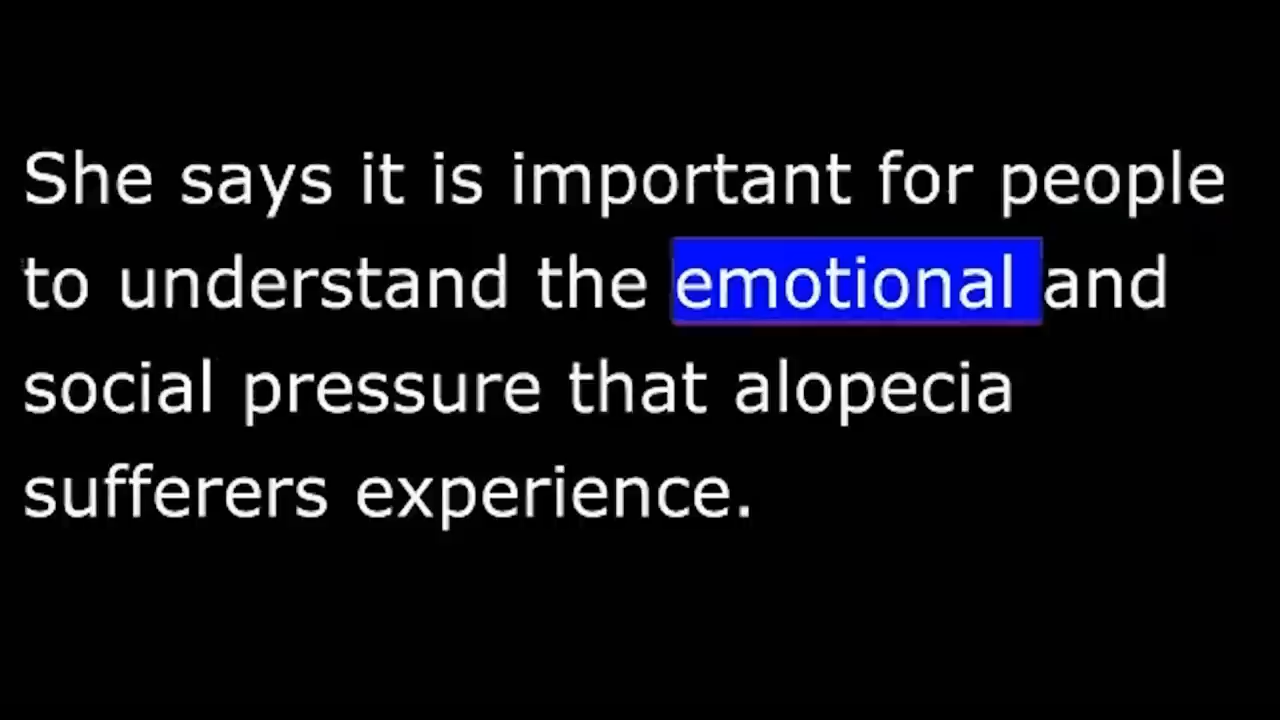 She says it is important for people
to understand the emotional and
social pressure that alopecia
sufferers experience.